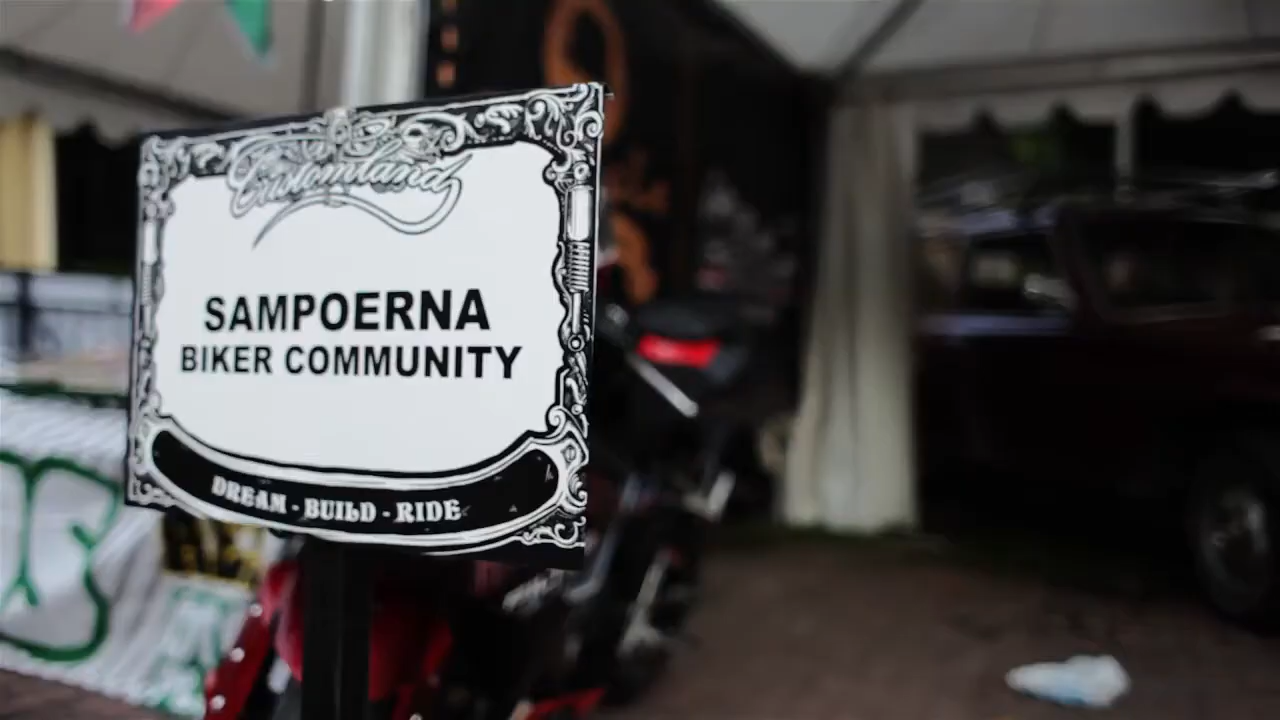 Customland
SAMPOERNA
BIKER COMMUNITY
DREAM - BUILD - RIDE